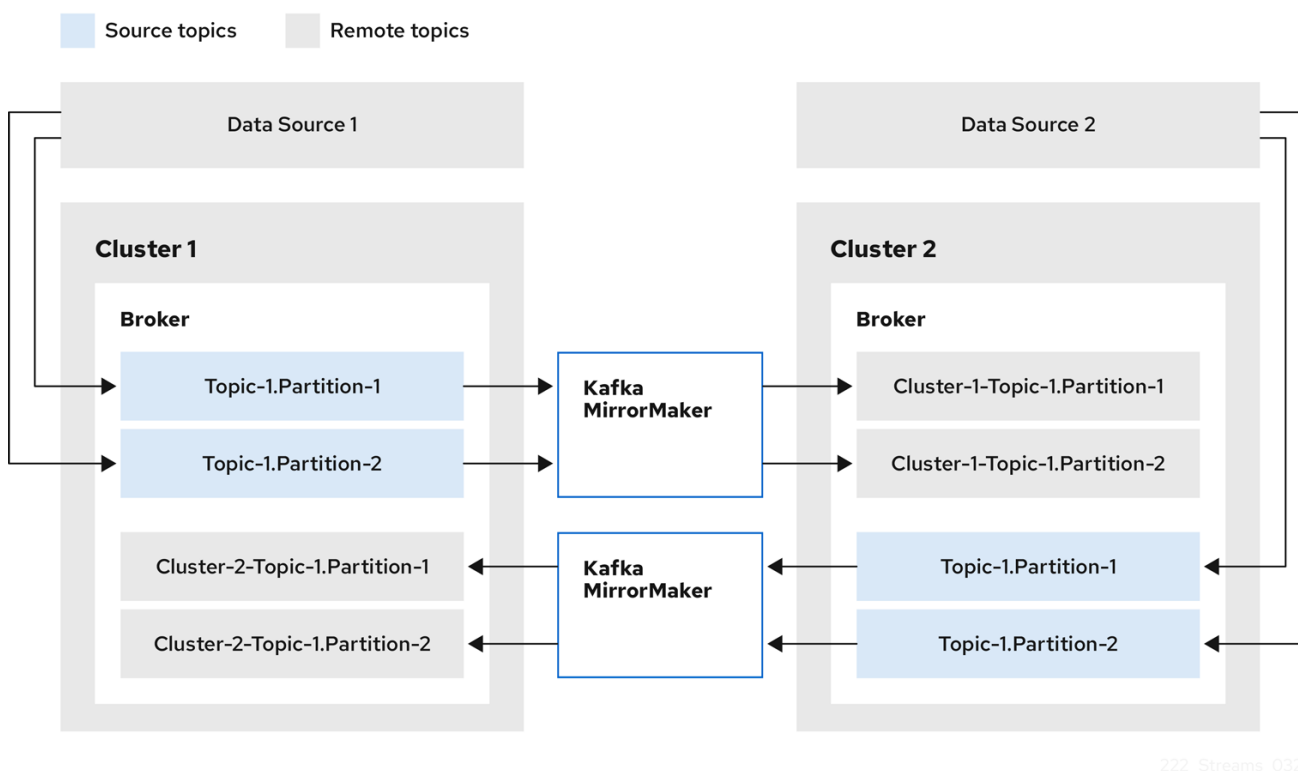 Source topics
Remote topics
Data Source 1
Data Source 2
Cluster 1
Cluster 2
Broker
Broker
Topic-1.Partition-1
Kafka
MirrorMaker
Cluster-1-Topic-1.Partition-1
Topic-1.Partition-2
Cluster-1-Topic-1.Partition-2
Cluster-2-Topic-1.Partition-1
Kafka
MirrorMaker
Topic-1.Partition-1
Cluster-2-Topic-1.Partition-2
Topic-1.Partition-2
222_Streams_032